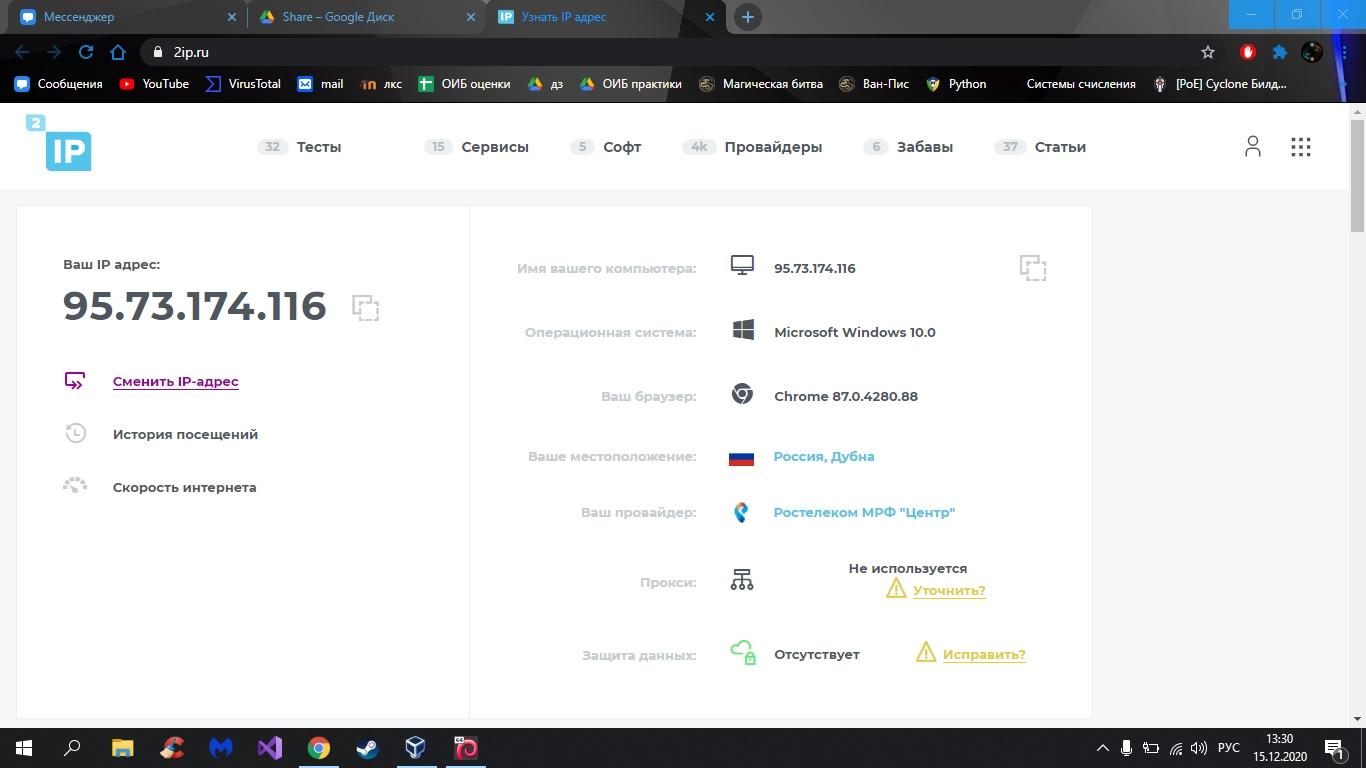 Мессенджер
Share – Google Диск
Узнать IP адрес
2ip.ru
Сообщения
YouTube
VirusTotal
mail
лкс
ОИБ оценки
дз
ОИБ практики
Магическая битва
Ван-Пис
Python
Системы счисления
[PoE] Cyclone Билд...
2
IP
32 Тесты
15 Сервисы
5 Софт
4k Провайдеры
6 Забавы
37 Статьи
Ваш IP адрес:
95.73.174.116
Сменить IP-адрес
История посещений
Скорость интернета
Имя вашего компьютера: 95.73.174.116
Операционная система: Microsoft Windows 10.0
Ваш браузер: Chrome 87.0.4280.88
Ваше местоположение: Россия, Дубна
Ваш провайдер: Ростелеком МРФ "Центр"
Прокси: Не используется
Уточнить?
Защита данных: Отсутствует Исправить?
64
РУС
13:30
15.12.2020
1